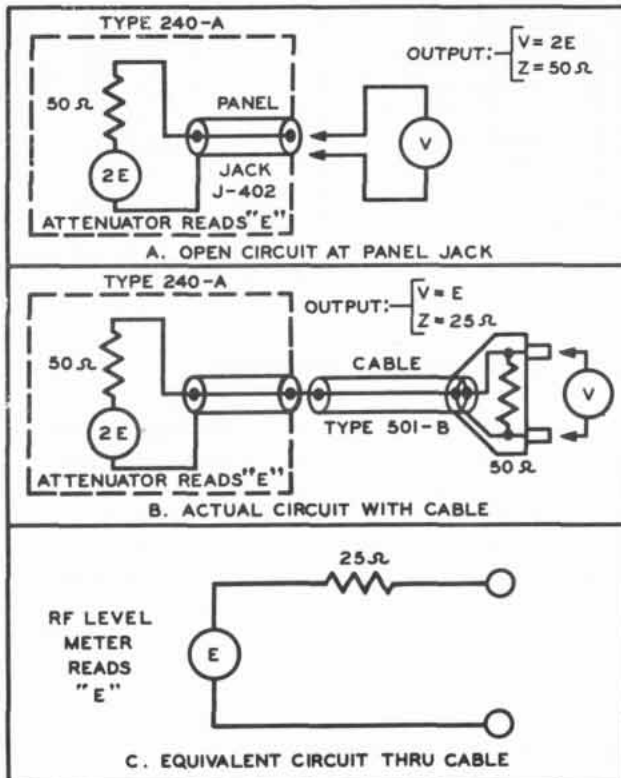 TYPE 240-A
OUTPUT: V = 2E
Z = 50 Ω
50 Ω
PANEL
2E
JACK
J-402
V
ATTENUATOR READS "E"
A. OPEN CIRCUIT AT PANEL JACK
TYPE 240-A
OUTPUT: V = E
Z = 25 Ω
50 Ω
CABLE
2E
TYPE 501-B
V
50 Ω
ATTENUATOR READS "E"
B. ACTUAL CIRCUIT WITH CABLE
25 Ω
RF LEVEL
METER
READS
"E"
E
C. EQUIVALENT CIRCUIT THRU CABLE